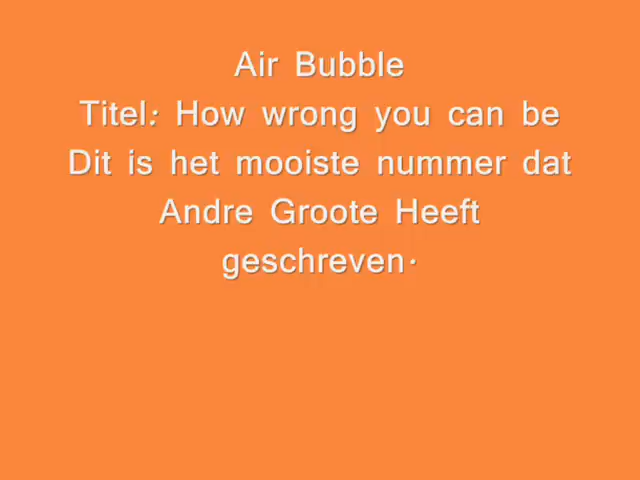 Air Bubble
Titel: How wrong you can be
Dit is het mooiste nummer dat
Andre Groote Heeft
geschreven.